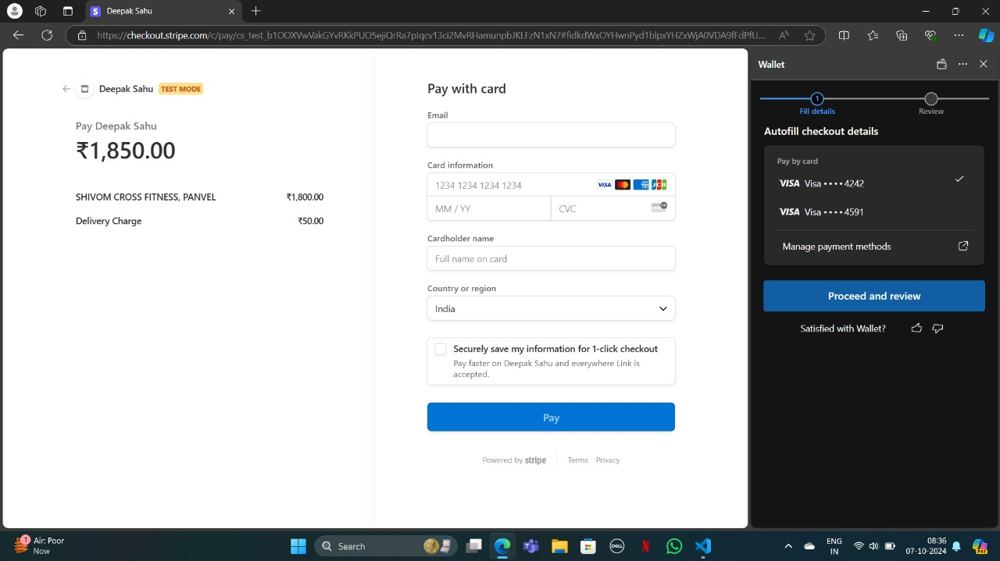 Deepak Sahu
https://checkout.stripe.com/c/pay/cs_test_b1OOXVwVakGYvRKkPUO5ejiQrRa7pIqcv13ci2MvRHamunpbJKLFzN1xN7#fidkdWxOYHwnPyd1blpxYHZxWjA0VDA9fFdPfU...
Deepak Sahu TEST MODE
Pay Deepak Sahu
₹1,850.00
SHIVOM CROSS FITNESS, PANVEL ₹1,800.00
Delivery Charge ₹50.00
Pay with card
Email
Card information
1234 1234 1234 1234 VISA JCB
MM / YY CVC
Cardholder name
Full name on card
Country or region
India
Securely save my information for 1-click checkout
Pay faster on Deepak Sahu and everywhere Link is
accepted.
Pay
Powered by stripe Terms Privacy
Wallet
1
Fill details Review
Autofill checkout details
Pay by card
VISA Visa •••• 4242
VISA Visa •••• 4591
Manage payment methods
Proceed and review
Satisfied with Wallet?
1 Air: Poor
Now
Search
DELL
N
ENG
IN
08:36
07-10-2024
PRE